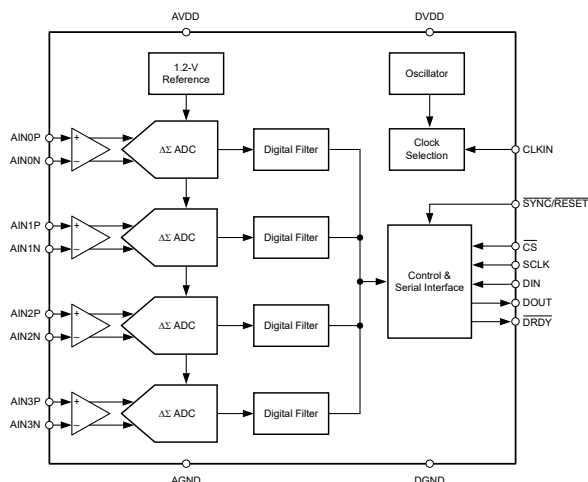 AVDD
DVDD
1.2-V
Reference
Oscillator
AIN0P
+
AIN0N
–
ΔΣ ADC
Digital Filter
Clock
Selection
CLKIN
SYNC/RESET
AIN1P
+
AIN1N
–
ΔΣ ADC
Digital Filter
Control &
Serial Interface
CS
SCLK
DIN
DOUT
DRDY
AIN2P
+
AIN2N
–
ΔΣ ADC
Digital Filter
AIN3P
+
AIN3N
–
ΔΣ ADC
Digital Filter
AGND
DGND